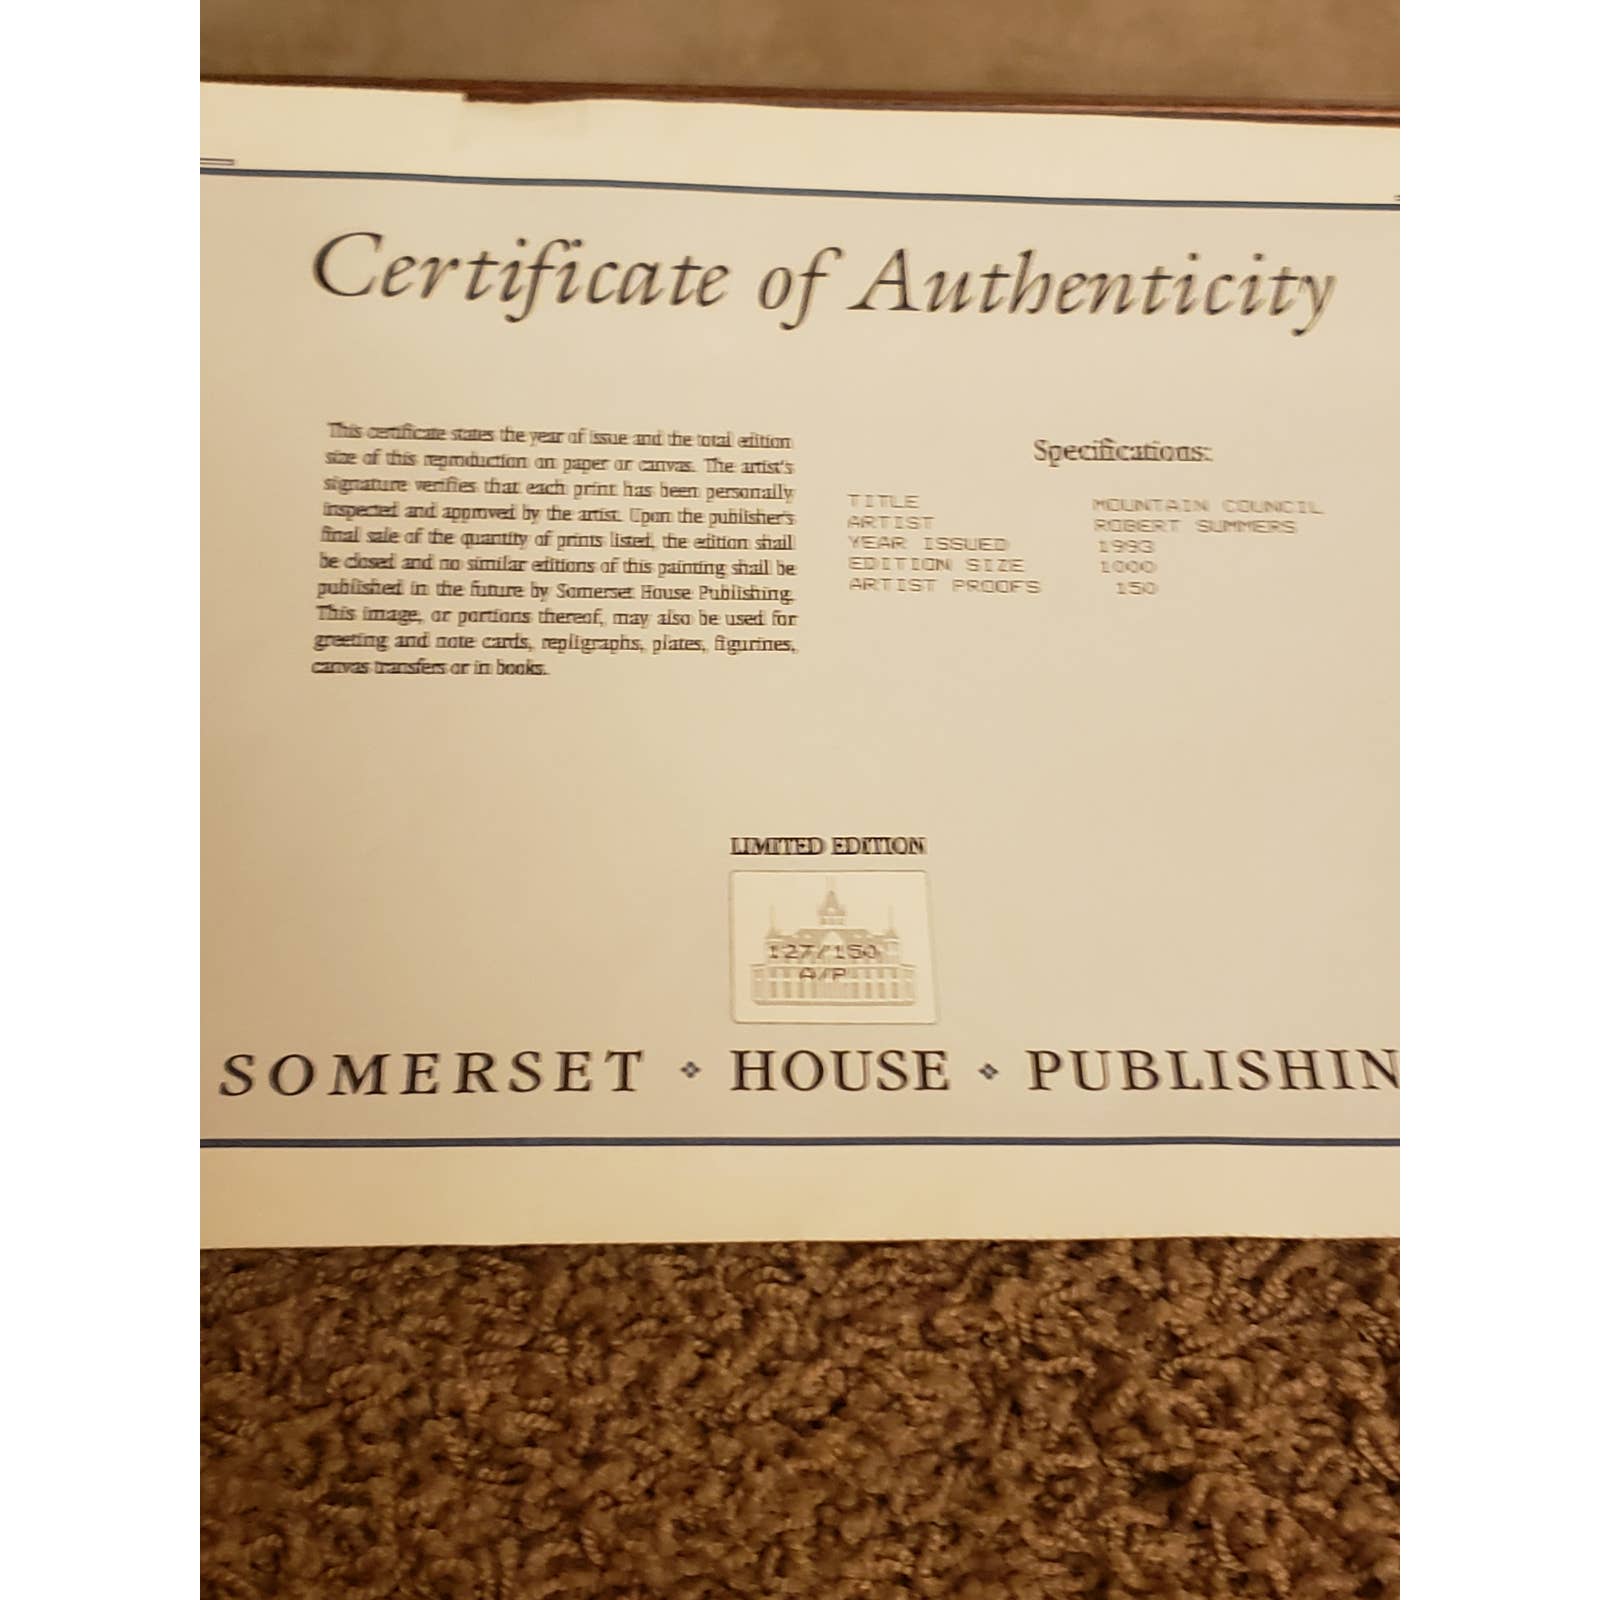 Certificate of Authenticity
This certificate states the year of issue and the total edition
size of this reproduction on paper or canvas. The artist's
signature verifies that each print has been personally
inspected and approved by the artist. Upon the publisher's
final sale of the quantity of prints listed, the edition shall
be closed and no similar editions of this painting shall be
published in the future by Somerset House Publishing.
This image, or portions thereof, may also be used for
greeting and note cards, repligraphs, plates, figurines,
canvas transfers or in books.
Specifications:
TITLE MOUNTAIN COUNCIL
ARTIST ROBERT SUMMERS
YEAR ISSUED 1993
EDITION SIZE 1000
ARTIST PROOFS 150
LIMITED EDITION
127/150
A/P
SOMERSET HOUSE PUBLISHIN